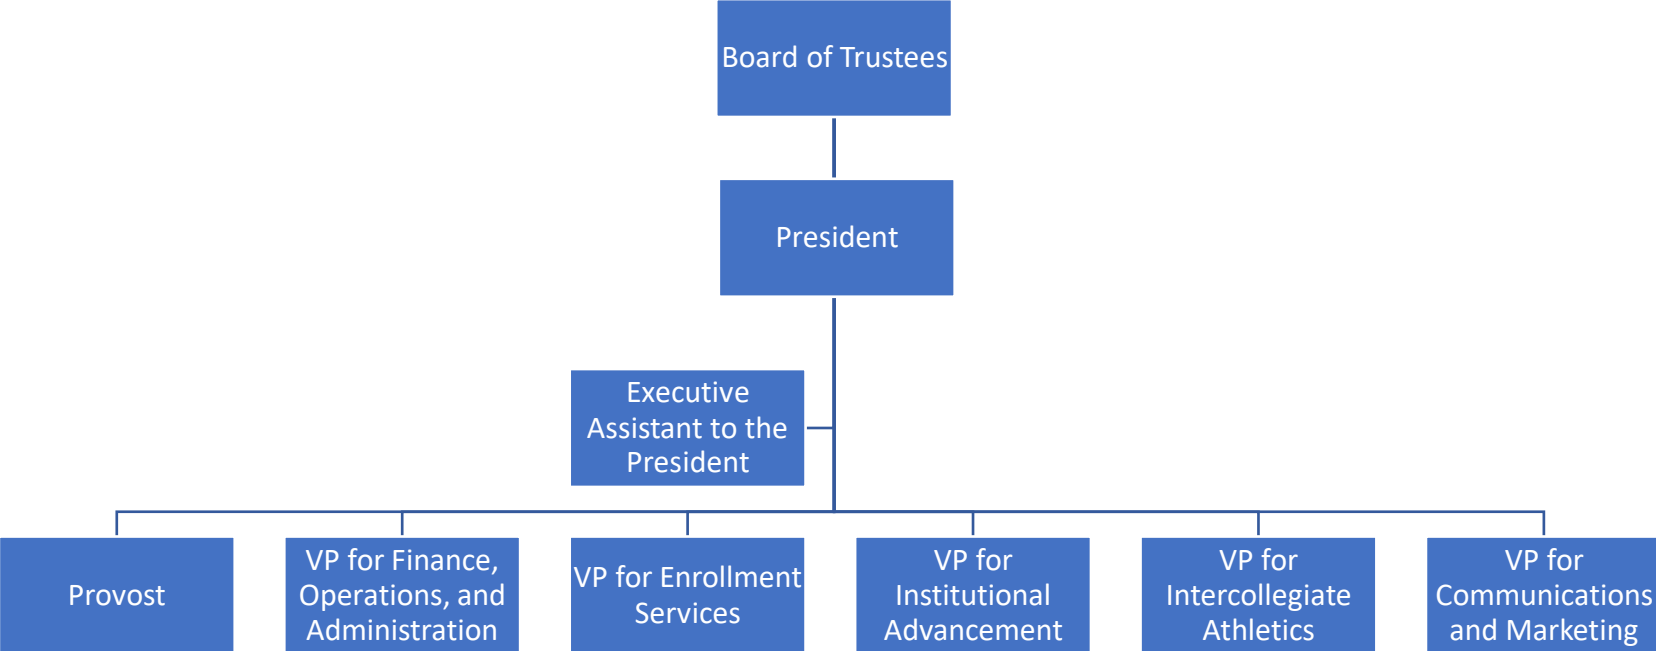 Board of Trustees
President
Executive
Assistant to the
President
Provost
VP for Finance,
Operations, and
Administration
VP for Enrollment
Services
VP for
Institutional
Advancement
VP for
Intercollegiate
Athletics
VP for
Communications
and Marketing